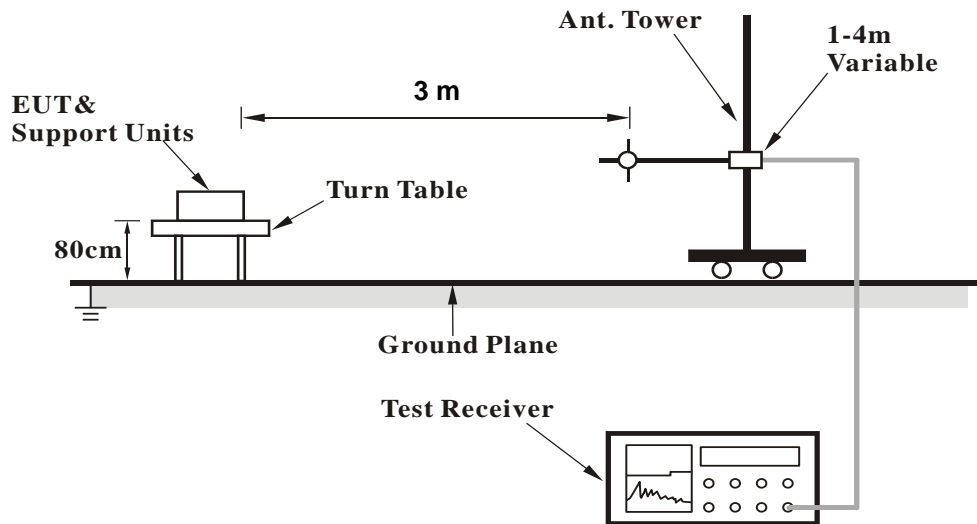 Ant. Tower
1-4m
Variable
3 m
EUT&
Support Units
Turn Table
80cm
Ground Plane
Test Receiver